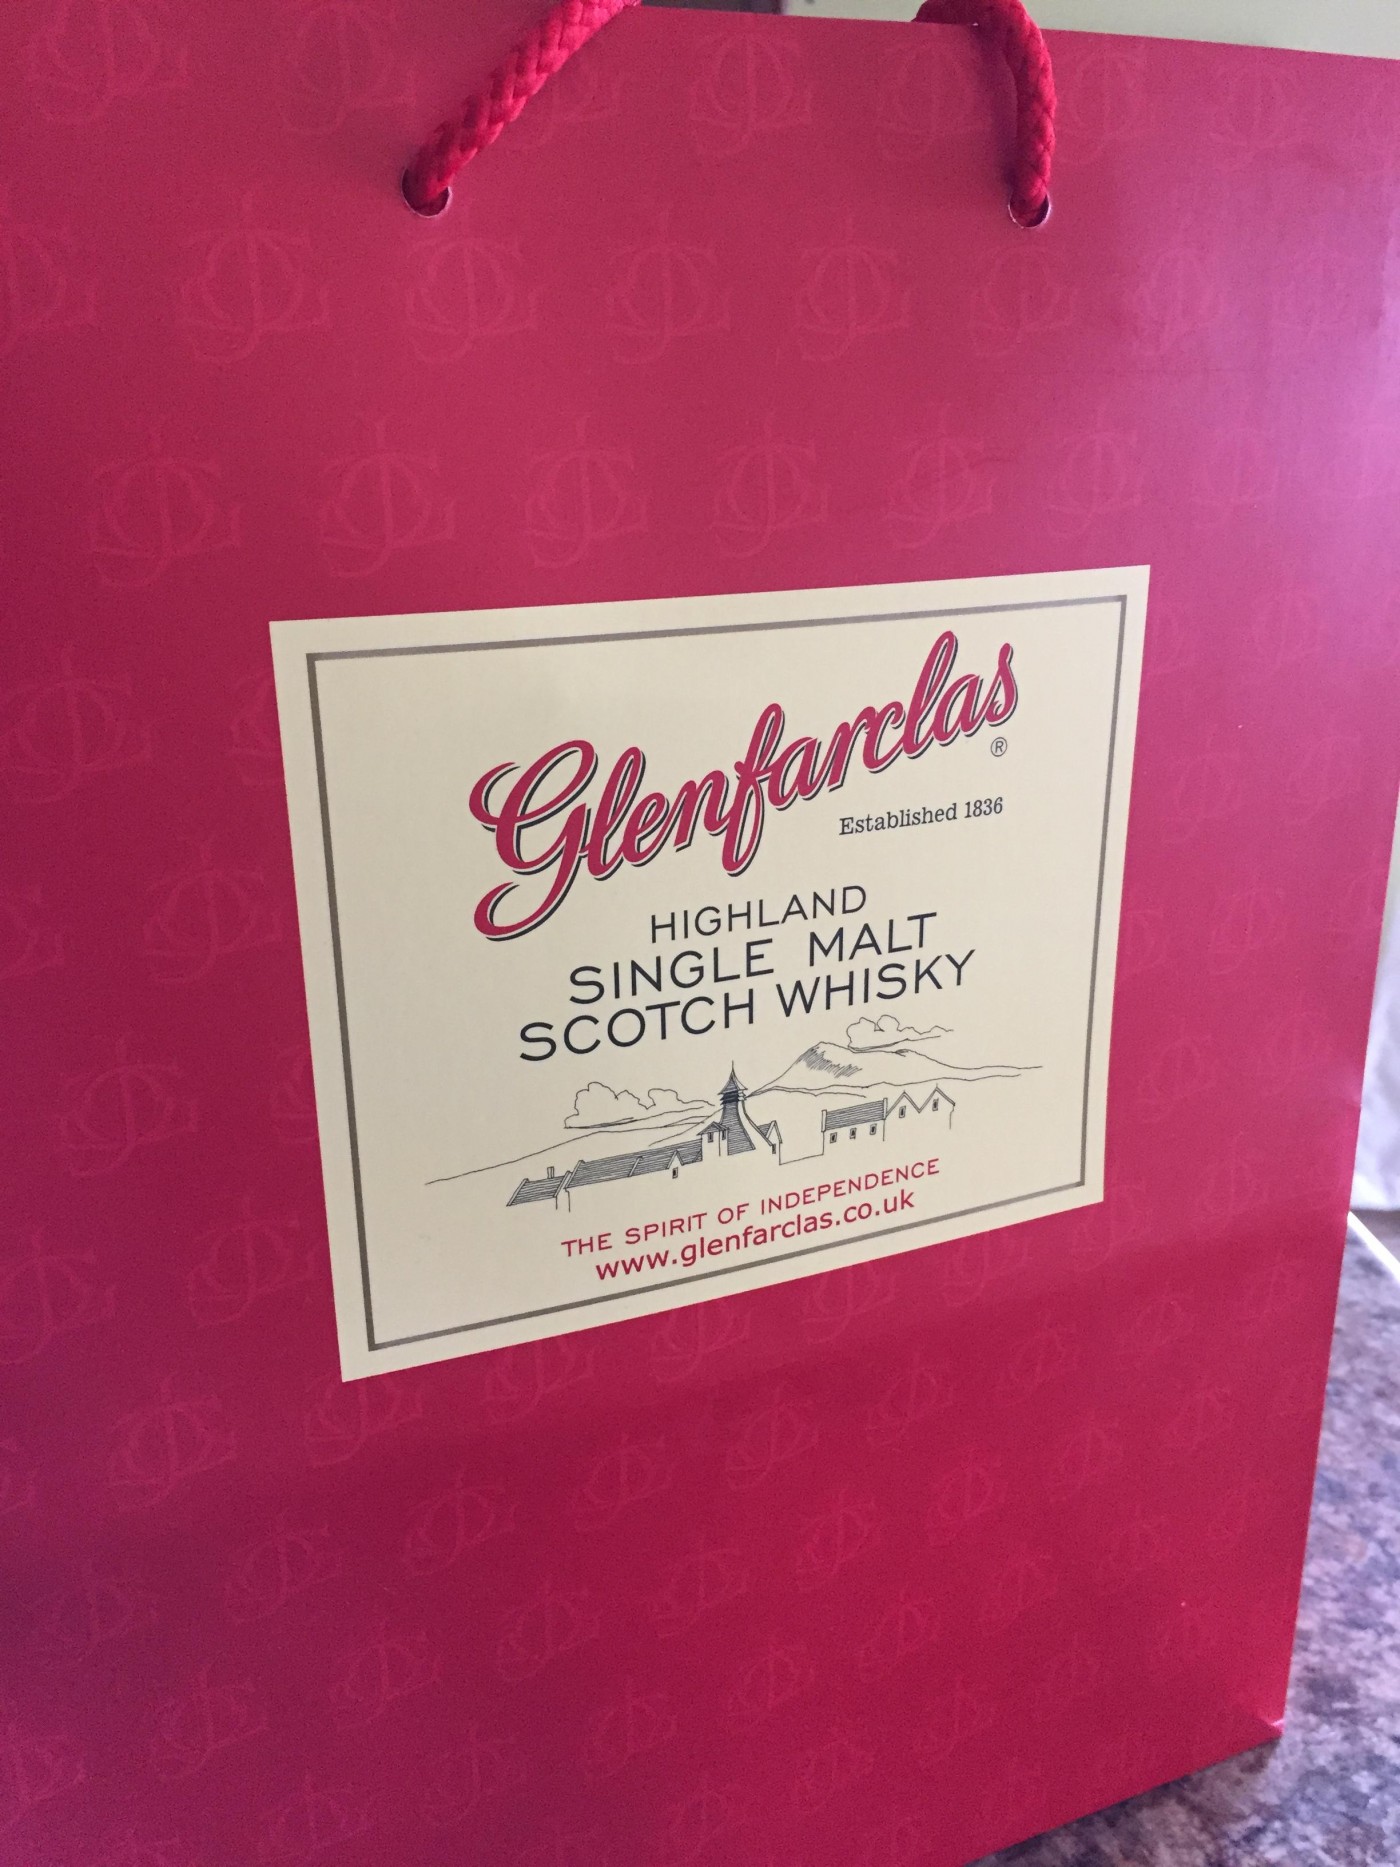 Glenfarclas
®
Established 1836
HIGHLAND
SINGLE MALT
SCOTCH WHISKY
THE SPIRIT OF INDEPENDENCE
www.glenfarclas.co.uk